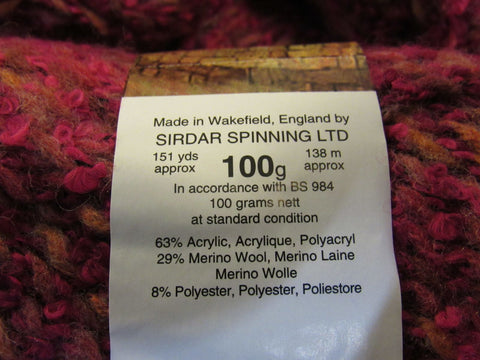 Made in Wakefield, England by
SIRDAR SPINNING LTD
151 yds approx 100g 138 m approx
In accordance with BS 984
100 grams nett
at standard condition
63% Acrylic, Acrylique, Polyacryl
29% Merino Wool, Merino Laine
Merino Wolle
8% Polyester, Polyester, Poliestore